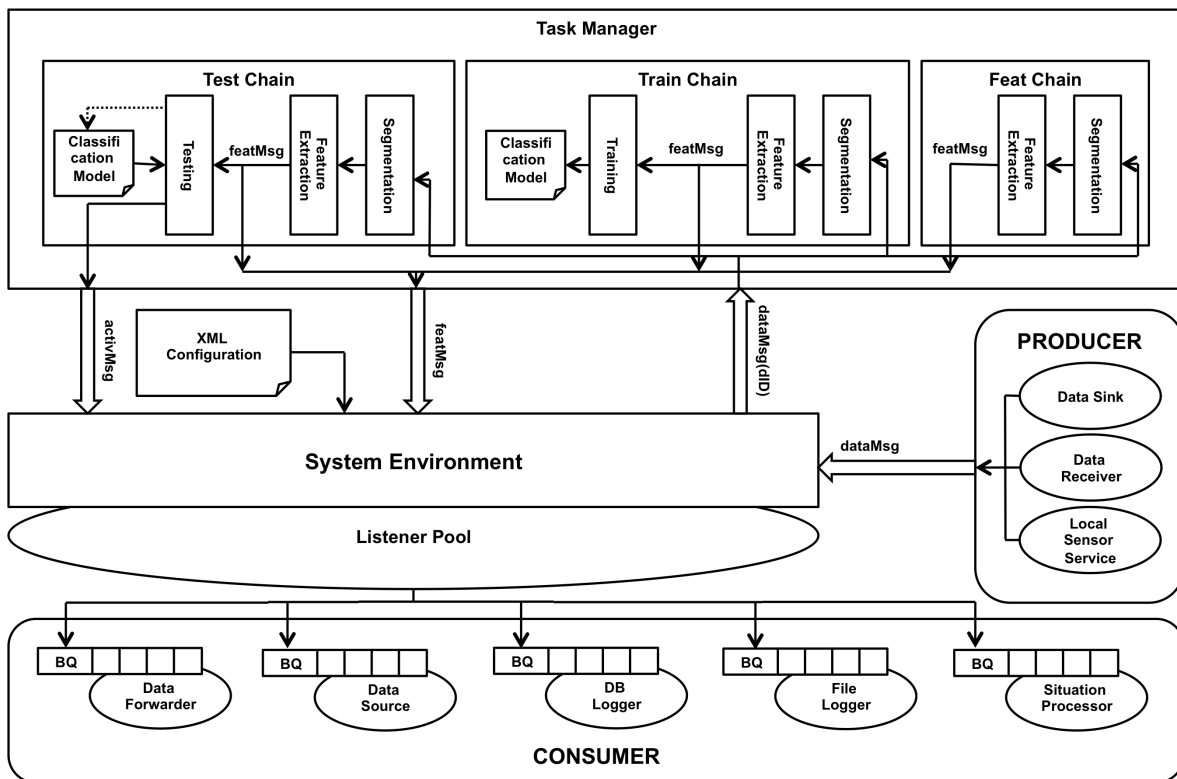 Task Manager
Test Chain
Classifi
cation
Model
Testing
featMsg
Feature
Extraction
Segmentation
Train Chain
Classifi
cation
Model
Training
featMsg
Feature
Extraction
Segmentation
Feat Chain
featMsg
Feature
Extraction
Segmentation
activMsg
XML
Configuration
featMsg
dataMsg(dID)
PRODUCER
Data Sink
Data
Receiver
Local
Sensor
Service
dataMsg
System Environment
Listener Pool
BQ
Data
Forwarder
BQ
Data
Source
BQ
DB
Logger
BQ
File
Logger
BQ
Situation
Processor
CONSUMER